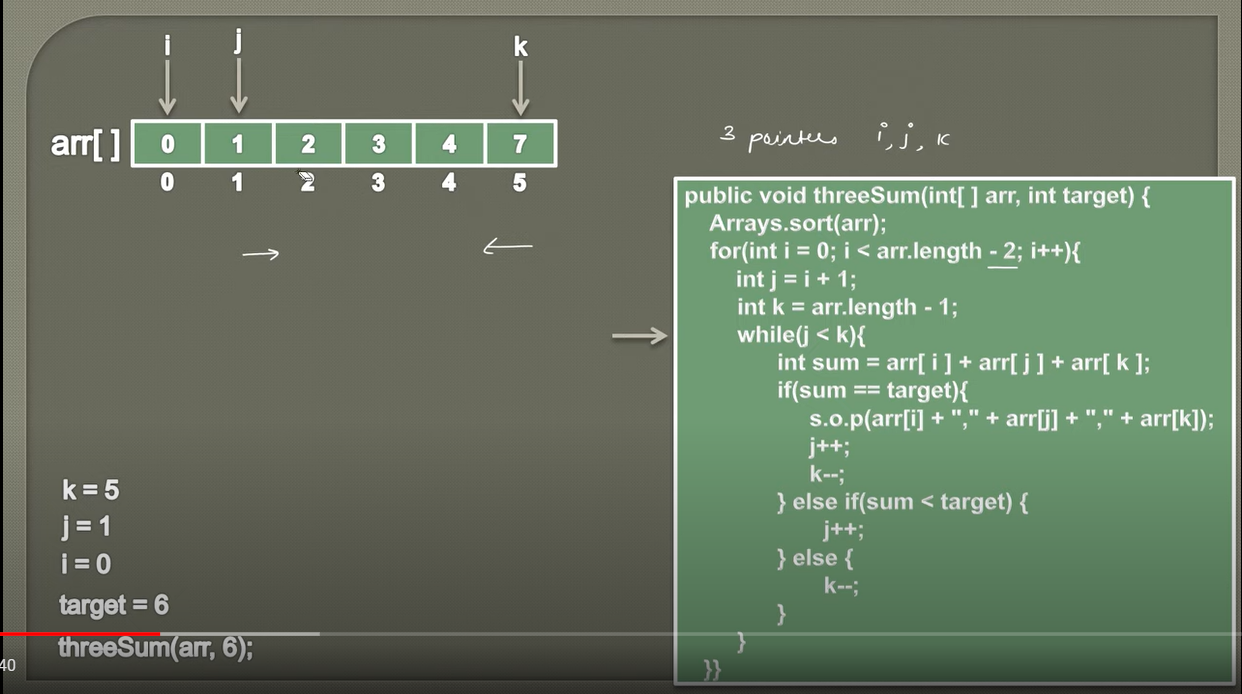 i j k
arr[ ] 0 1 2 3 4 7
0 1 2 3 4 5
3 pointers i, j, k
public void threeSum(int[ ] arr, int target) {
Arrays.sort(arr);
for(int i = 0; i < arr.length - 2; i++){
int j = i + 1;
int k = arr.length - 1;
while(j < k){
int sum = arr[ i ] + arr[ j ] + arr[ k ];
if(sum == target){
s.o.p(arr[i] + "," + arr[j] + "," + arr[k]);
j++;
k--;
} else if(sum < target) {
j++;
} else {
k--;
}
}
}}
k = 5
j = 1
i = 0
target = 6
threeSum(arr, 6);
40